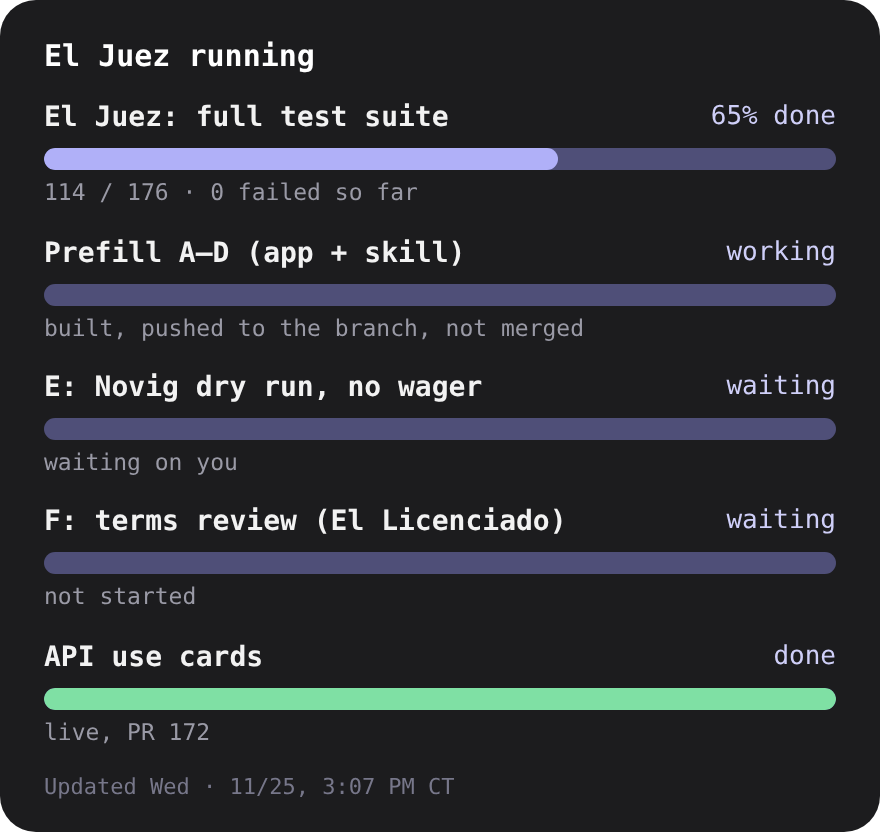 El Juez running
El Juez: full test suite 65% done
114 / 176 · 0 failed so far
Prefill A–D (app + skill) working
built, pushed to the branch, not merged
E: Novig dry run, no wager waiting
waiting on you
F: terms review (El Licenciado) waiting
not started
API use cards done
live, PR 172
Updated Wed · 11/25, 3:07 PM CT